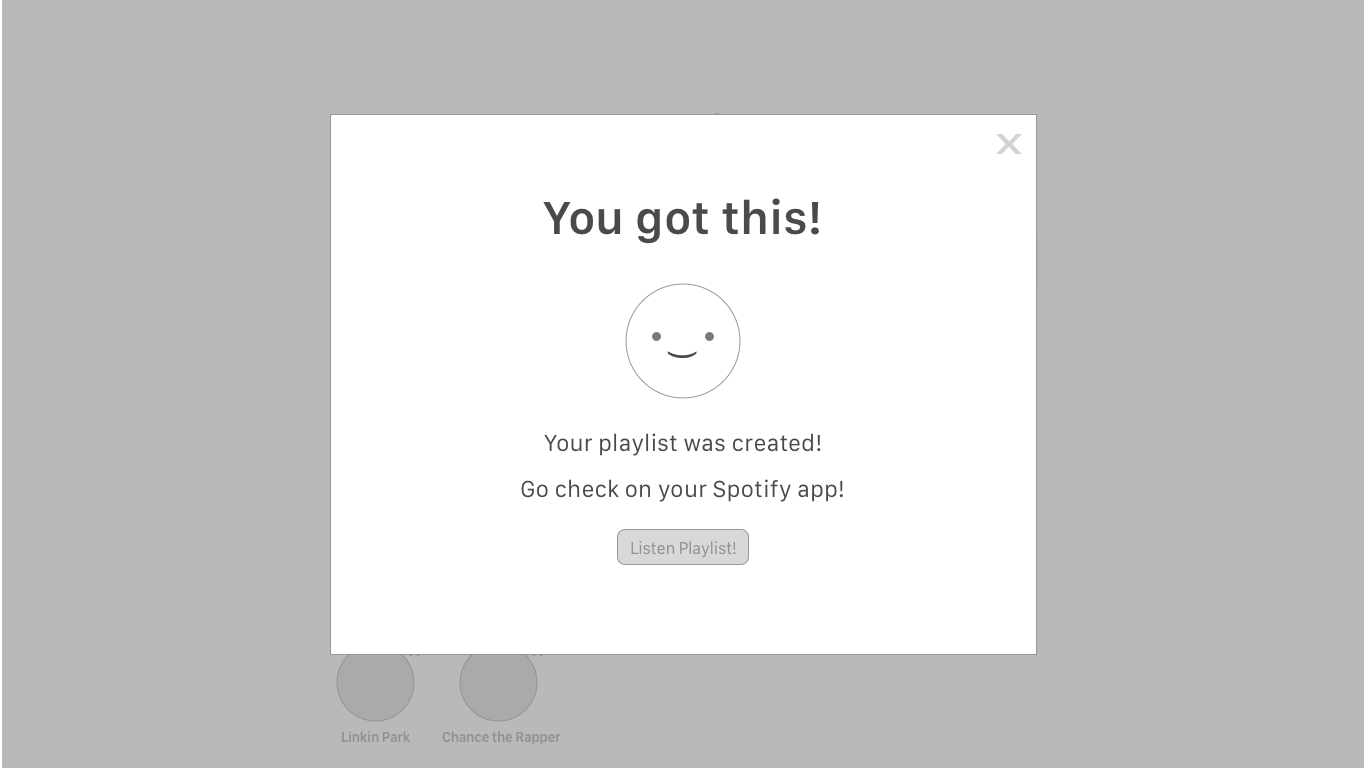 You got this!
Your playlist was created!
Go check on your Spotify app!
Listen Playlist!
Linkin Park
Chance the Rapper